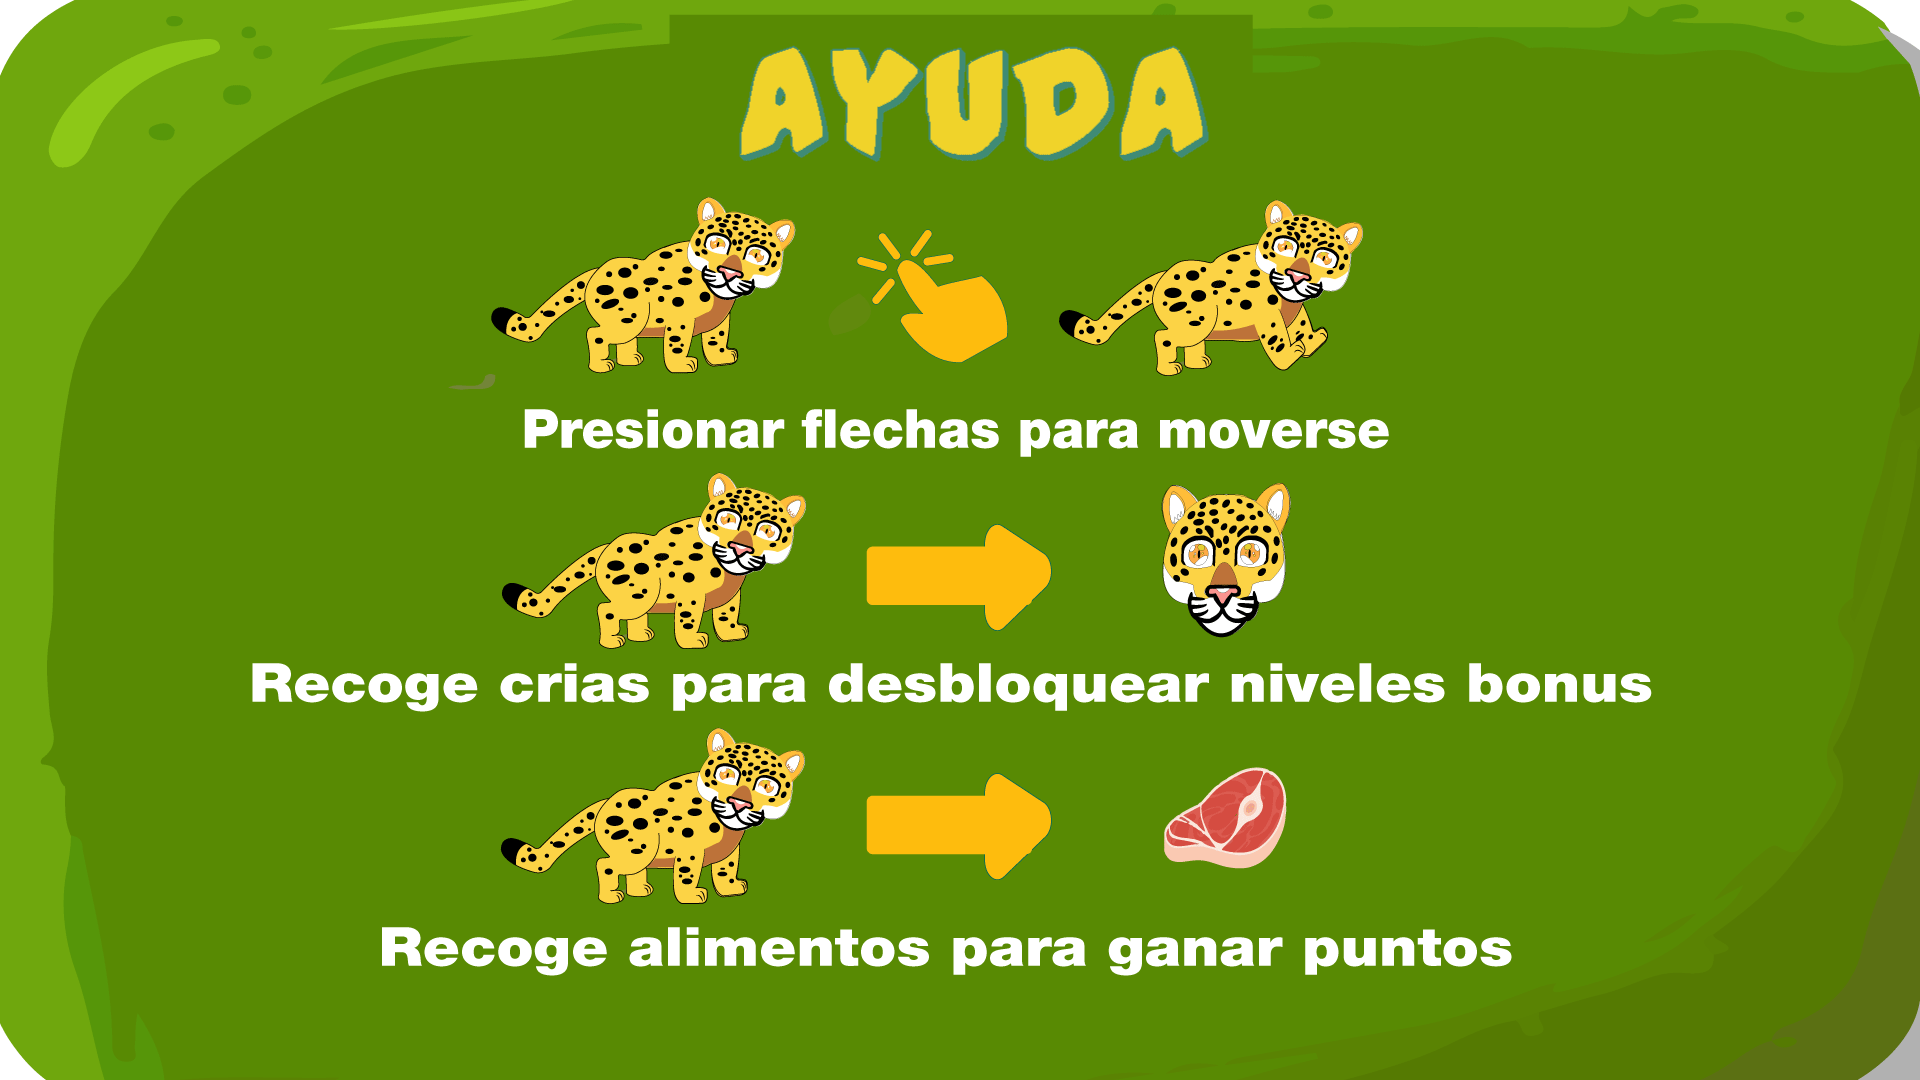 AYUDA
Presionar flechas para moverse
Recoge crias para desbloquear niveles bonus
Recoge alimentos para ganar puntos